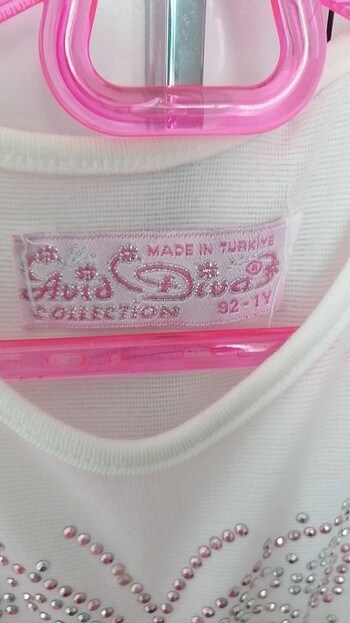 MADE IN TURKIYE
Avid Diva®
COLLECTION 92-1Y